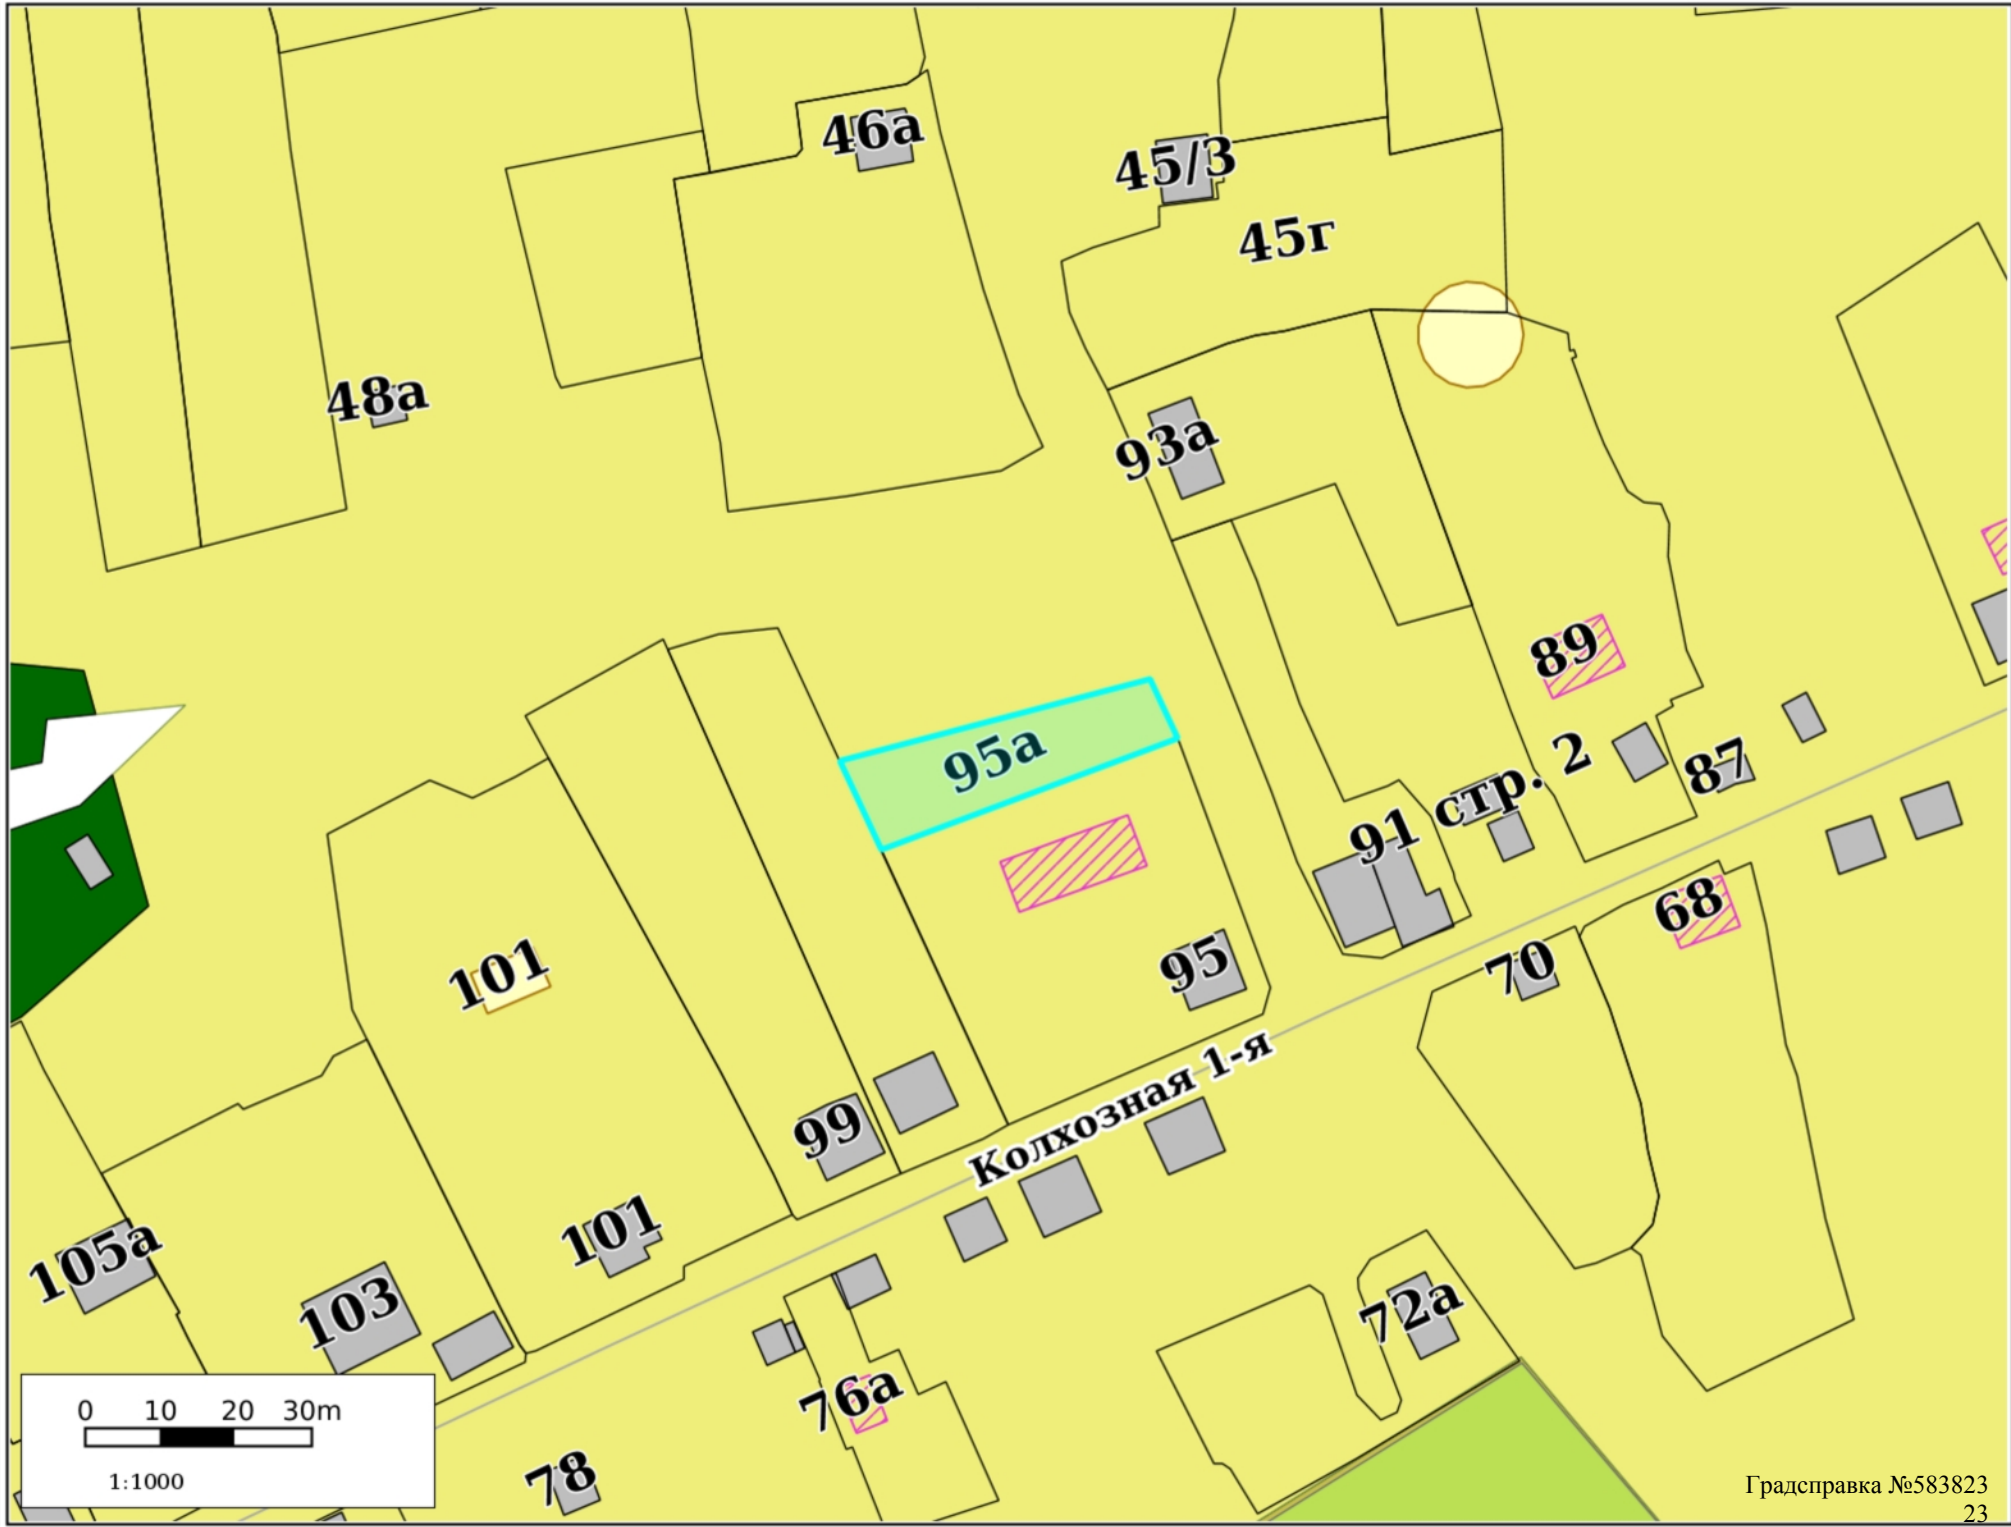 46а
45/3
45г
48а
93а
89
95а
91 стр. 2
87
68
95
70
101
Колхозная 1-я
99
101
105а
103
72а
76а
78
0 10 20 30m
1:1000
Градсправка №583823
23